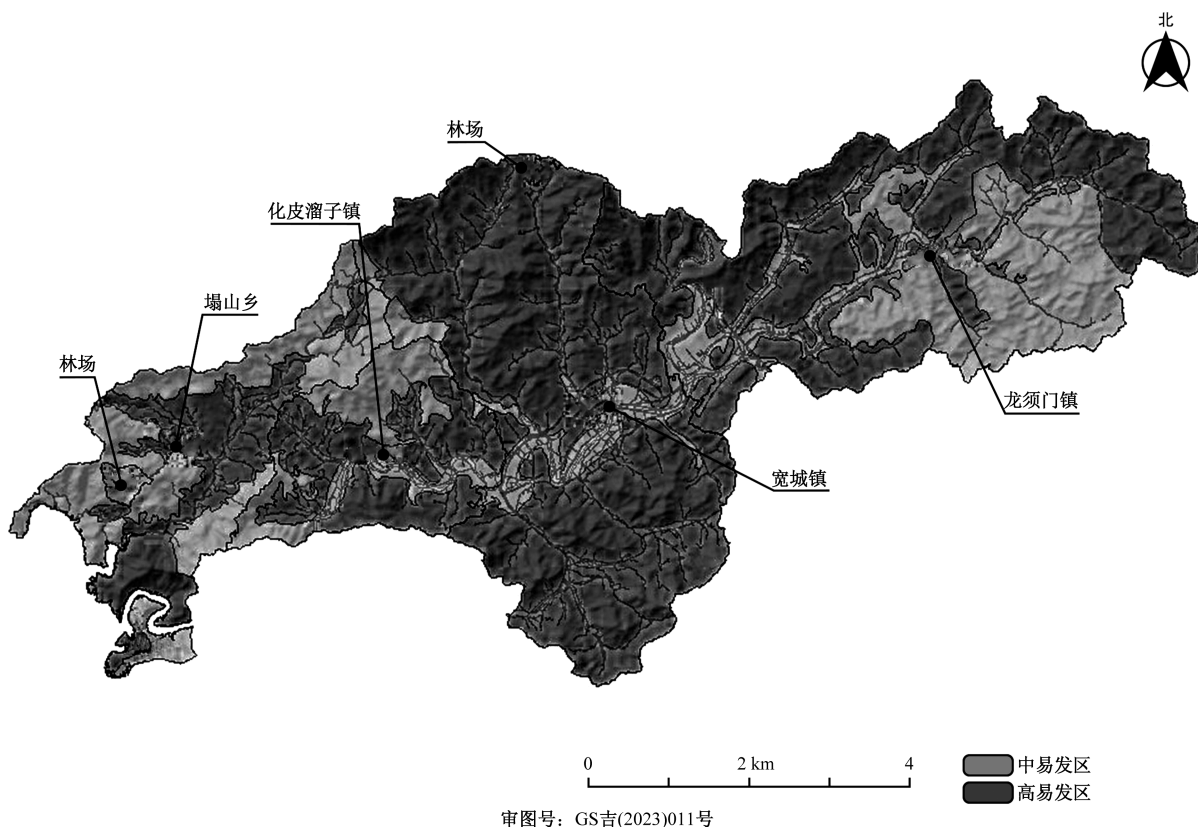 北
林场
化皮溜子镇
塌山乡
林场
龙须门镇
宽城镇
0 2 km 4
中易发区
高易发区
审图号：GS吉(2023)011号